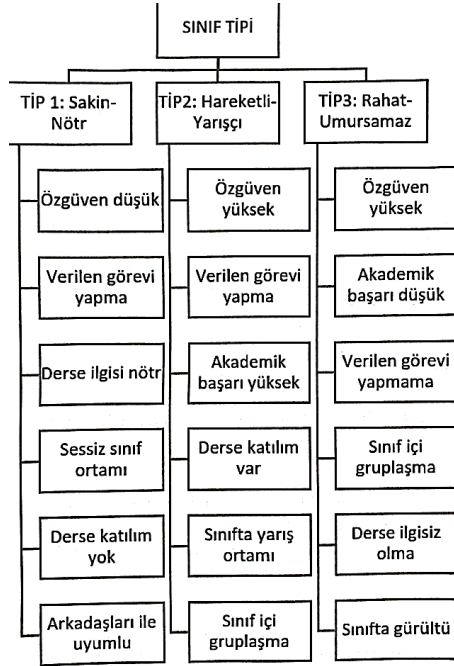 SINIF TİPİ
TİP 1: Sakin-
Nötr
Özgüven düşük
Verilen görevi
yapma
Derse ilgisi nötr
Sessiz sınıf
ortamı
Derse katılım
yok
Arkadaşları ile
uyumlu
TİP2: Hareketli-
Yarışçı
Özgüven
yüksek
Verilen görevi
yapma
Akademik
başarı yüksek
Derse katılım
var
Sınıfta yarış
ortamı
Sınıf içi
gruplaşma
TİP3: Rahat-
Umursamaz
Özgüven
yüksek
Akademik
başarı düşük
Verilen görevi
yapmama
Sınıf içi
gruplaşma
Derse ilgisiz
olma
Sınıfta gürültü